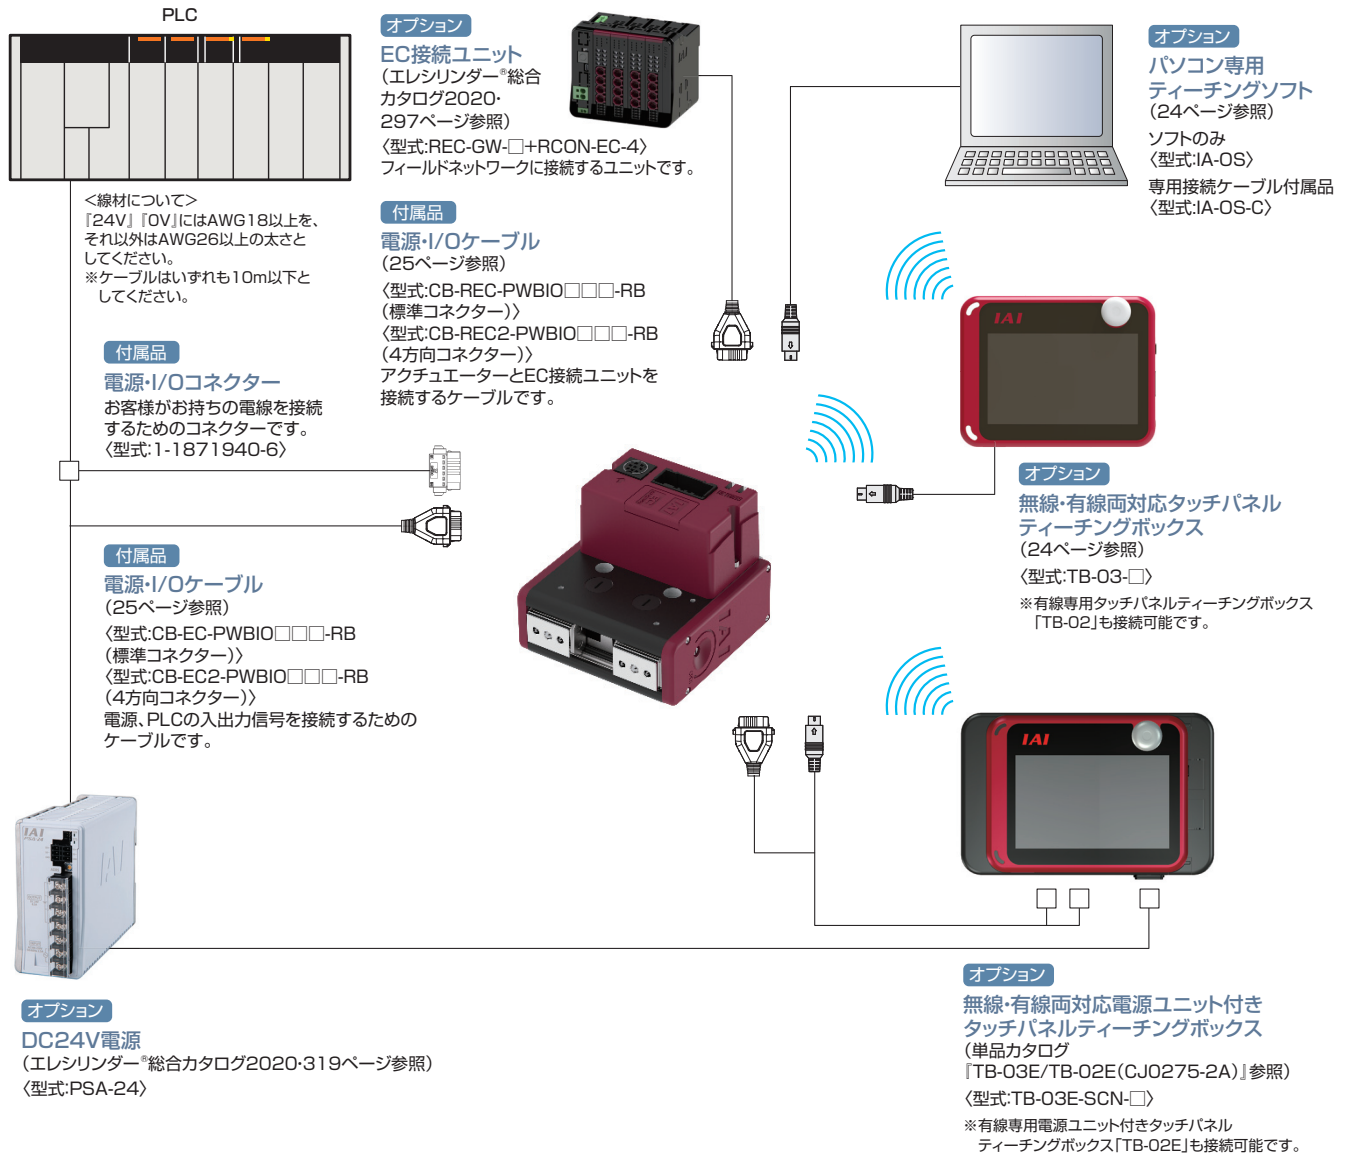 PLC
<線材について>
『24V』『0V』にはAWG18以上を、
それ以外はAWG26以上の太さと
してください。
※ケーブルはいずれも10m以下と
してください。
付属品
電源・I/Oコネクター
お客様がお持ちの電線を接続
するためのコネクターです。
〈型式:1-1871940-6〉
付属品
電源・I/Oケーブル
（25ページ参照）
〈型式:CB-EC-PWBIO□□□-RB
(標準コネクター)〉
〈型式:CB-EC2-PWBIO□□□-RB
(4方向コネクター)〉
電源、PLCの入出力信号を接続するための
ケーブルです。
オプション
EC接続ユニット
（エレシリンダー®総合
カタログ2020・
297ページ参照）
〈型式:REC-GW-□+RCON-EC-4〉
フィールドネットワークに接続するユニットです。
付属品
電源・I/Oケーブル
（25ページ参照）
〈型式:CB-REC-PWBIO□□□-RB
(標準コネクター)〉
〈型式:CB-REC2-PWBIO□□□-RB
(4方向コネクター)〉
アクチュエーターとEC接続ユニットを
接続するケーブルです。
オプション
パソコン専用
ティーチングソフト
（24ページ参照）
ソフトのみ
〈型式:IA-OS〉
専用接続ケーブル付属品
〈型式:IA-OS-C〉
IAI
オプション
無線・有線両対応タッチパネル
ティーチングボックス
（24ページ参照）
〈型式:TB-03-□〉
※有線専用タッチパネルティーチングボックス
「TB-02」も接続可能です。
IAI
オプション
無線・有線両対応電源ユニット付き
タッチパネルティーチングボックス
（単品カタログ
『TB-03E/TB-02E(CJ0275-2A)』参照）
〈型式:TB-03E-SCN-□〉
※有線専用電源ユニット付きタッチパネル
ティーチングボックス「TB-02E」も接続可能です。
IAI
オプション
DC24V電源
（エレシリンダー®総合カタログ2020・319ページ参照）
〈型式:PSA-24〉